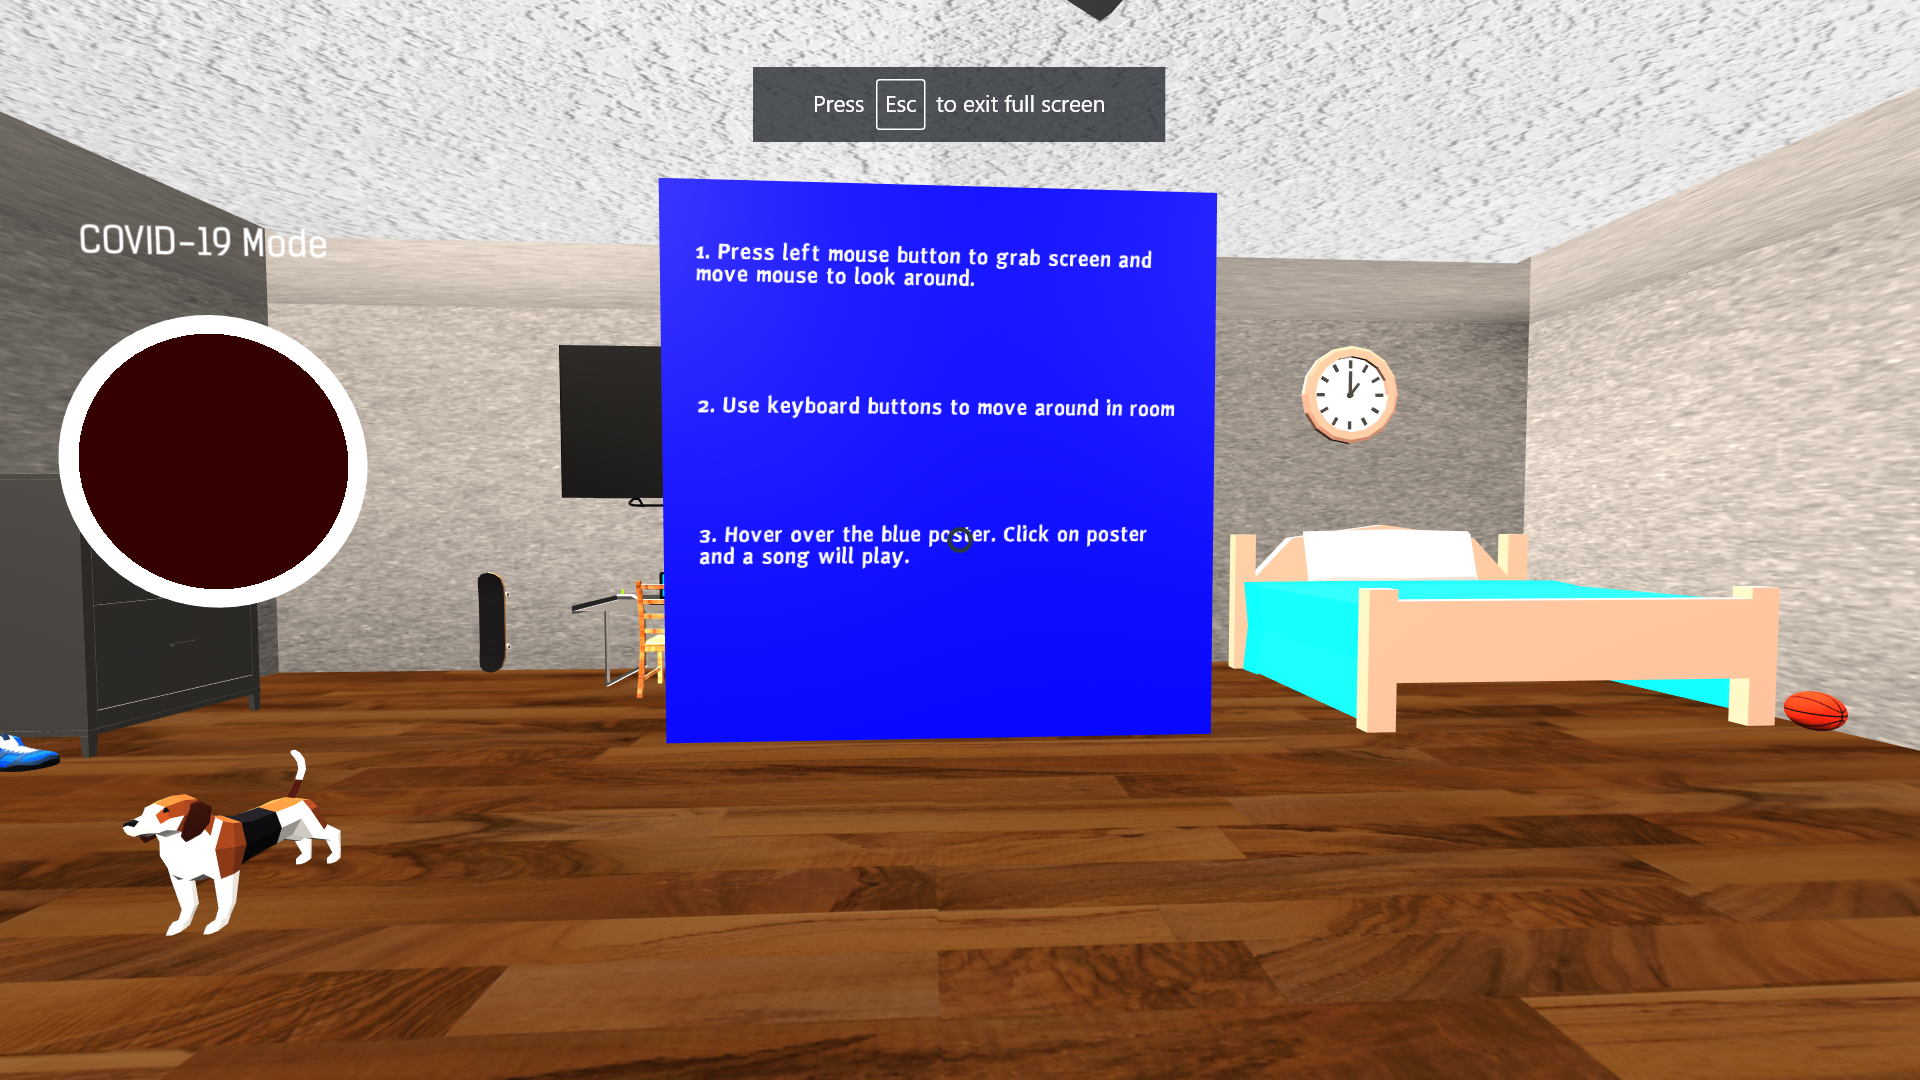 Press Esc to exit full screen
COVID-19 Mode
1. Press left mouse button to grab screen and
move mouse to look around.
2. Use keyboard buttons to move around in room
3. Hover over the blue poster. Click on poster
and a song will play.